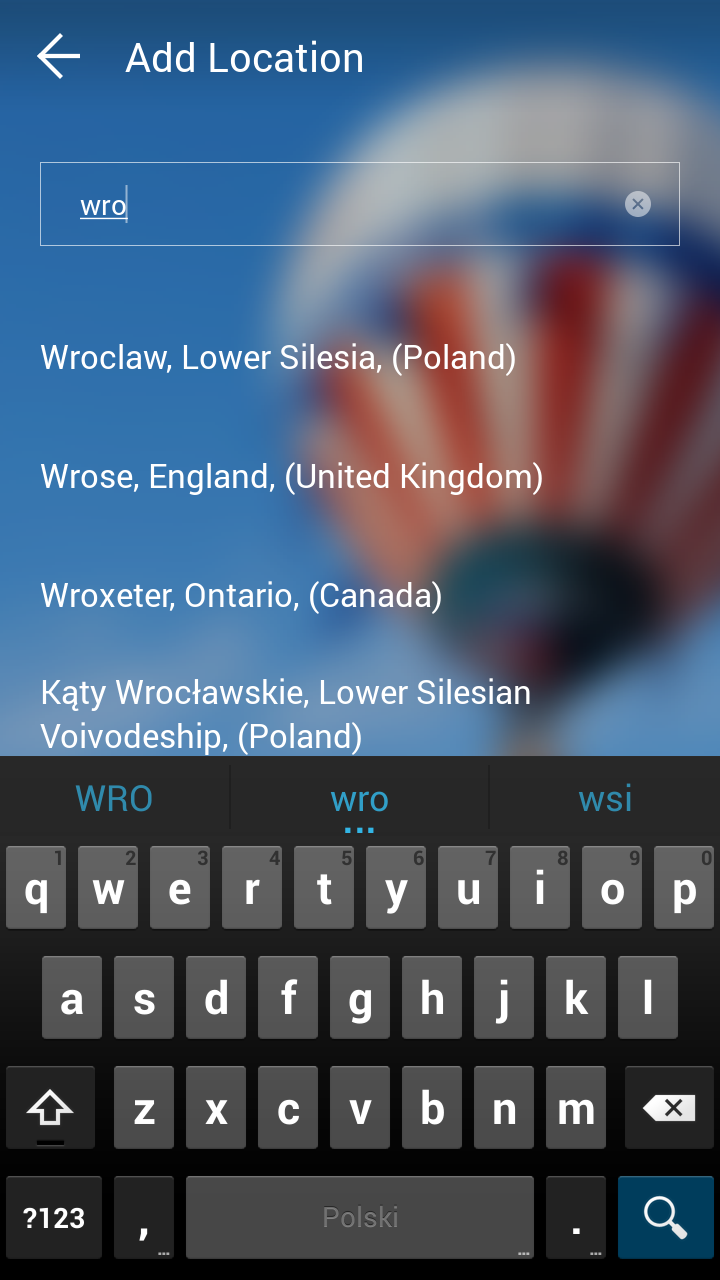 Add Location
wro
Wroclaw, Lower Silesia, (Poland)
Wrose, England, (United Kingdom)
Wroxeter, Ontario, (Canada)
Kąty Wrocławskie, Lower Silesian
Voivodeship, (Poland)
WRO wro wsi
1 2 3 4 5 6 7 8 9 0
q w e r t y u i o p
a s d f g h j k l
z x c v b n m
?123 , Polski .